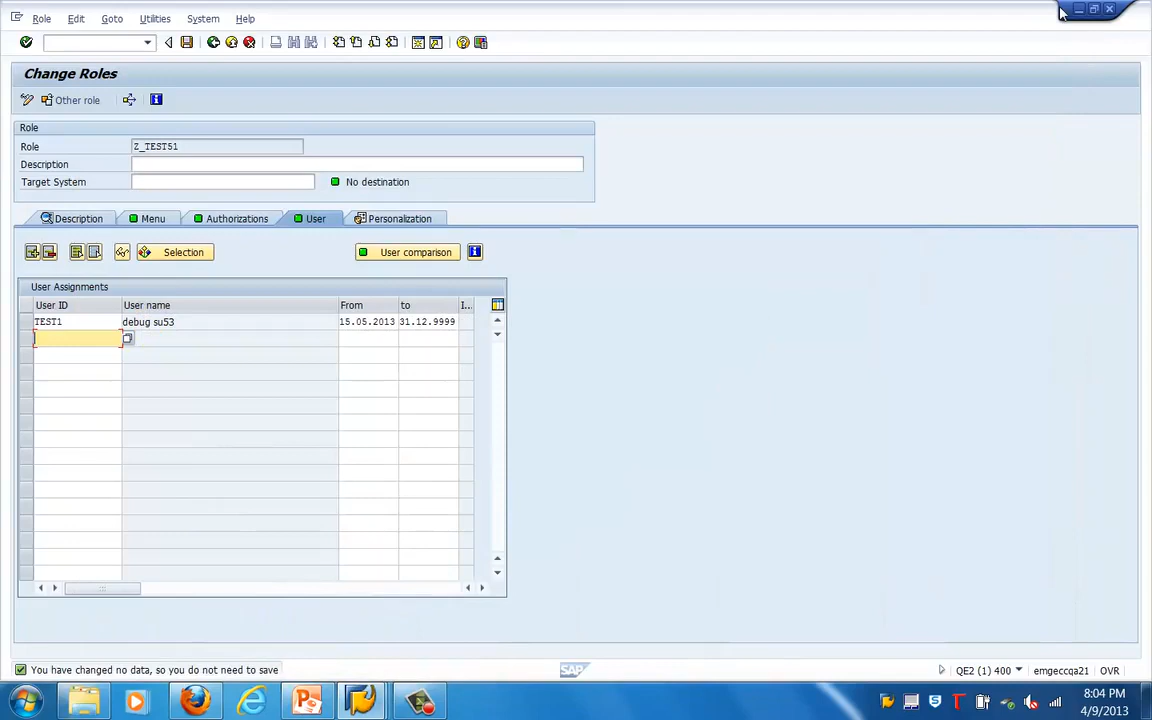 Role Edit Goto Utilities System Help
Change Roles
Other role
Role
Role Z_TEST51
Description
Target System No destination
Description Menu Authorizations User Personalization
Selection User comparison
User Assignments
User ID User name From to I...
TEST1 debug su53 15.05.2013 31.12.9999
You have changed no data, so you do not need to save SAP QE2 (1) 400 emgeccqa21 OVR
8:04 PM
4/9/2013